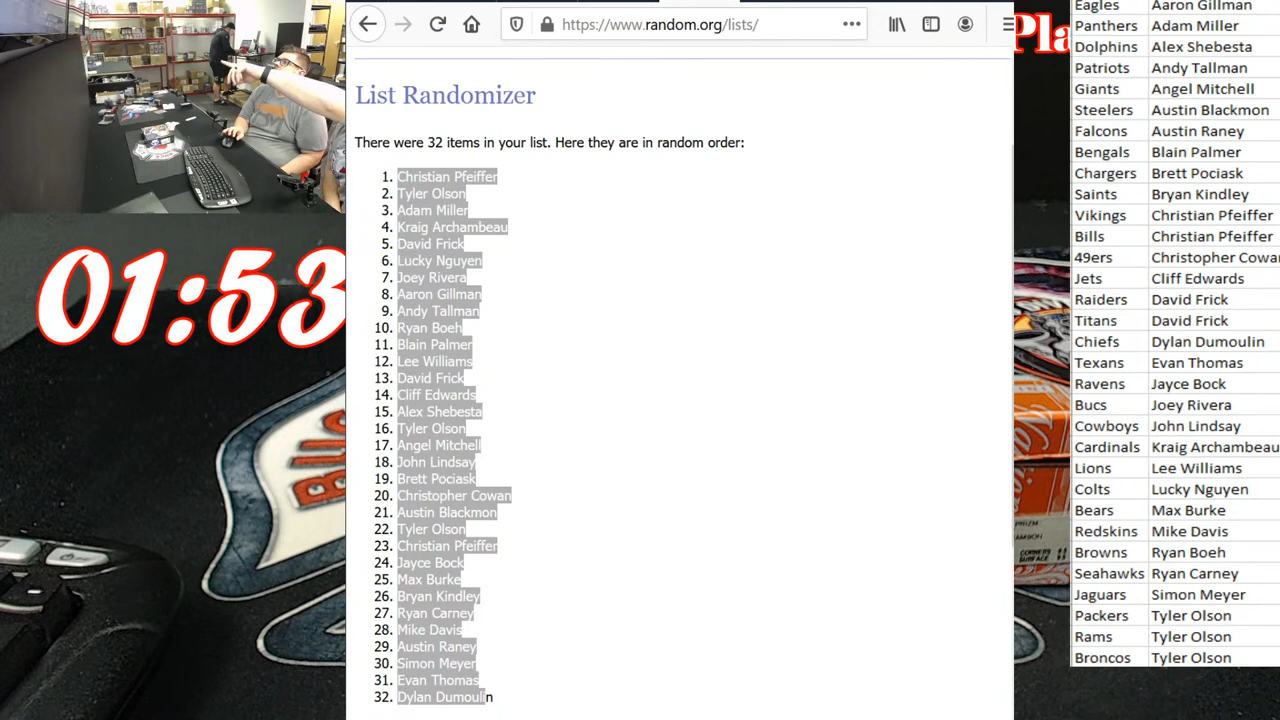 https://www.random.org/lists/
List Randomizer
There were 32 items in your list. Here they are in random order:
1. Christian Pfeiffer
2. Tyler Olson
3. Adam Miller
4. Kraig Archambeau
5. David Frick
6. Lucky Nguyen
7. Joey Rivera
8. Aaron Gillman
9. Andy Tallman
10. Ryan Boeh
11. Blain Palmer
12. Lee Williams
13. David Frick
14. Cliff Edwards
15. Alex Shebesta
16. Tyler Olson
17. Angel Mitchell
18. John Lindsay
19. Brett Pociask
20. Christopher Cowan
21. Austin Blackmon
22. Tyler Olson
23. Christian Pfeiffer
24. Jayce Bock
25. Max Burke
26. Bryan Kindley
27. Ryan Carney
28. Mike Davis
29. Austin Raney
30. Simon Meyer
31. Evan Thomas
32. Dylan Dumoulin
01:53
Pla
Eagles Aaron Gillman
Panthers Adam Miller
Dolphins Alex Shebesta
Patriots Andy Tallman
Giants Angel Mitchell
Steelers Austin Blackmon
Falcons Austin Raney
Bengals Blain Palmer
Chargers Brett Pociask
Saints Bryan Kindley
Vikings Christian Pfeiffer
Bills Christian Pfeiffer
49ers Christopher Cowa
Jets Cliff Edwards
Raiders David Frick
Titans David Frick
Chiefs Dylan Dumoulin
Texans Evan Thomas
Ravens Jayce Bock
Bucs Joey Rivera
Cowboys John Lindsay
Cardinals Kraig Archambeau
Lions Lee Williams
Colts Lucky Nguyen
Bears Max Burke
Redskins Mike Davis
Browns Ryan Boeh
Seahawks Ryan Carney
Jaguars Simon Meyer
Packers Tyler Olson
Rams Tyler Olson
Broncos Tyler Olson
PRIZM
CORNERS
SURFACE